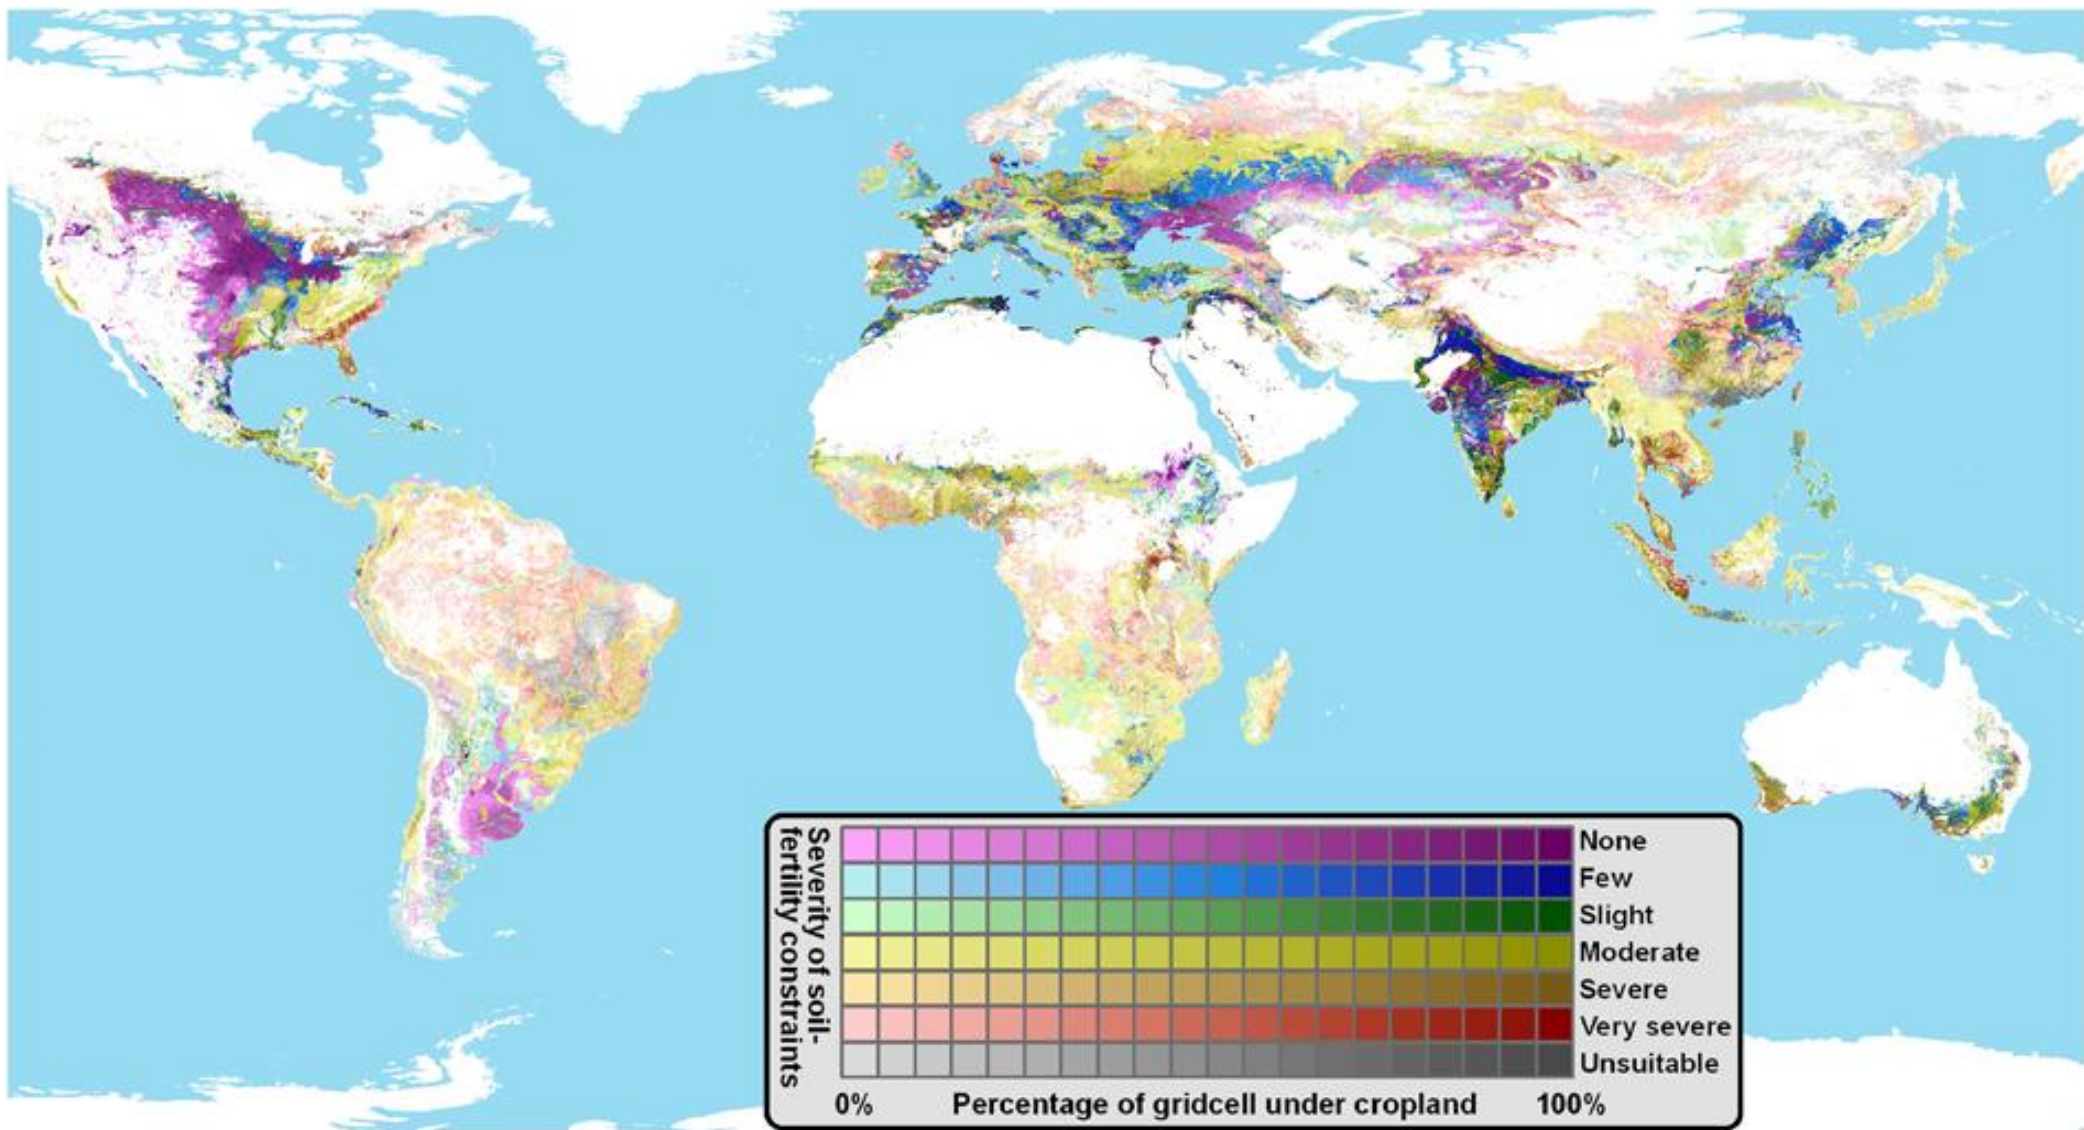 Severity of soil-
fertility constraints
None
Few
Slight
Moderate
Severe
Very severe
Unsuitable
0% Percentage of gridcell under cropland 100%